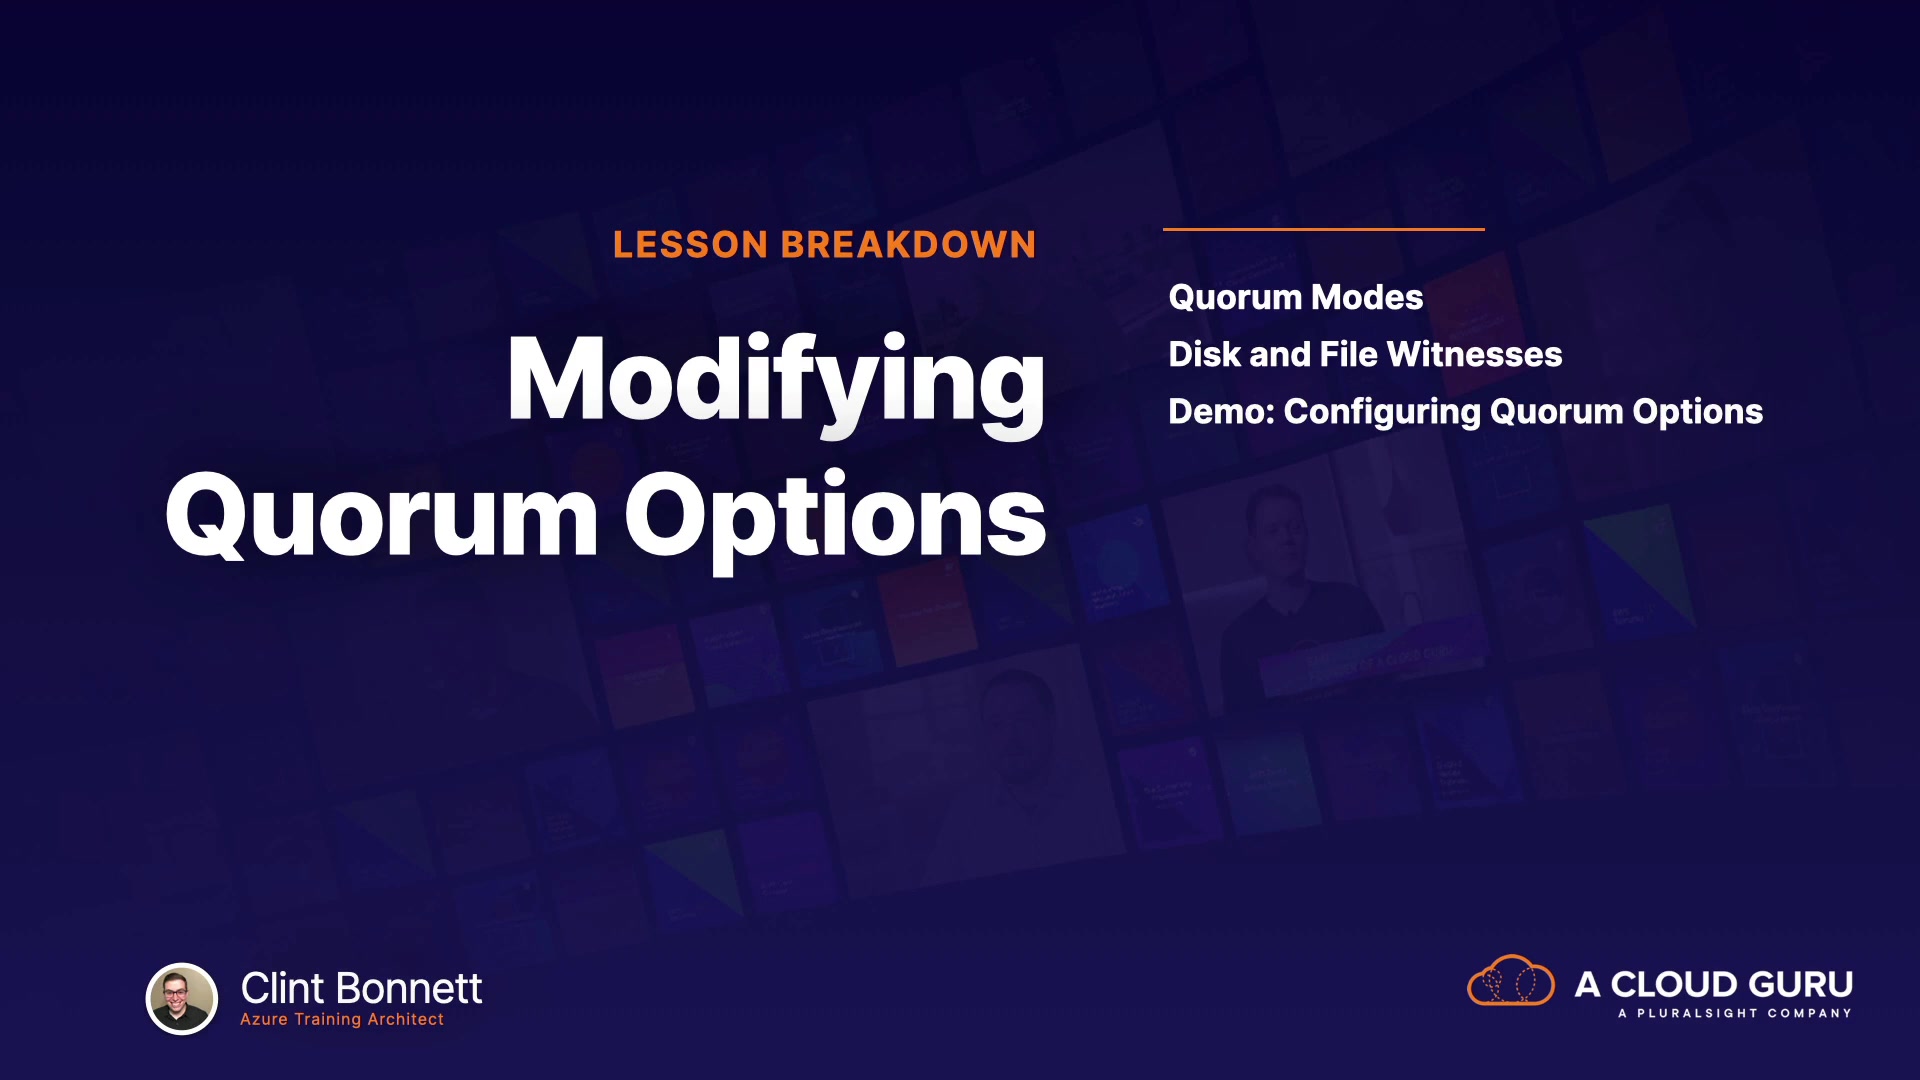 LESSON BREAKDOWN
Modifying
Quorum Options
Quorum Modes
Disk and File Witnesses
Demo: Configuring Quorum Options
Clint Bonnett
Azure Training Architect
A CLOUD GURU
A PLURALSIGHT COMPANY